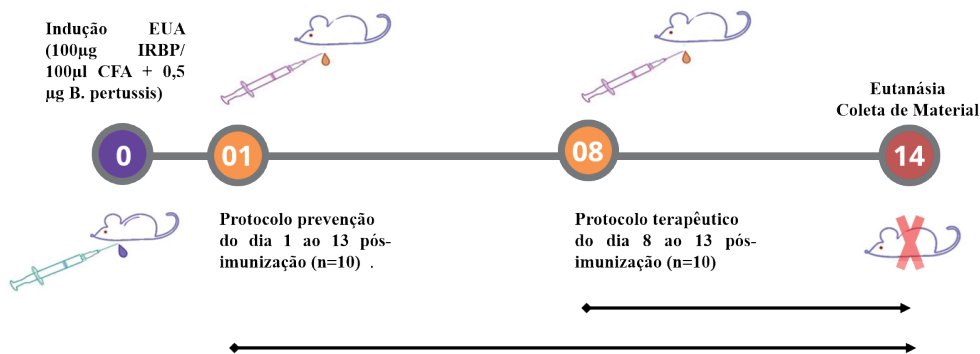 Indução EUA
(100µg IRBP/
100µl CFA + 0,5
µg B. pertussis)
Eutanásia
Coleta de Material
0
01
08
14
Protocolo prevenção
do dia 1 ao 13 pós-
imunização (n=10) .
Protocolo terapêutico
do dia 8 ao 13 pós-
imunização (n=10)